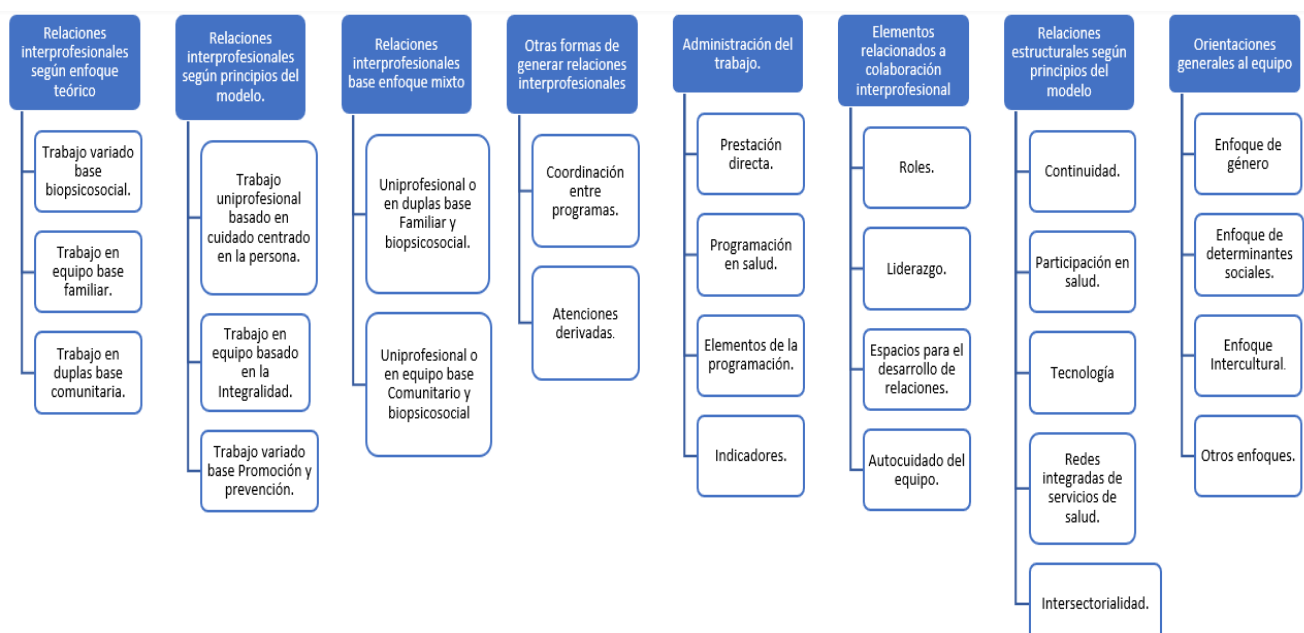 Relaciones
interprofesionales
según enfoque
teórico
Trabajo variado
base
biopsicosocial.
Trabajo en
equipo base
familiar.
Trabajo en
duplas base
comunitaria.
Relaciones
interprofesionales
según principios del
modelo.
Trabajo
uniprofesional
basado en
cuidado centrado
en la persona.
Trabajo en
equipo basado
en la
Integralidad.
Trabajo variado
base Promoción y
prevención.
Relaciones
interprofesionales
base enfoque mixto
Uniprofesional o
en duplas base
Familiar y
biopsicosocial.
Uniprofesional o
en equipo base
Comunitario y
biopsicosocial
Otras formas de
generar relaciones
interprofesionales
Coordinación
entre
programas.
Atenciones
derivadas.
Administración del
trabajo.
Prestación
directa.
Programación
en salud.
Elementos de la
programación.
Indicadores.
Elementos
relacionados a
colaboración
interprofesional
Roles.
Liderazgo.
Espacios para el
desarrollo de
relaciones.
Autocuidado del
equipo.
Relaciones
estructurales según
principios del
modelo
Continuidad.
Participación en
salud.
Tecnología
Redes
integradas de
servicios de
salud.
Intersectorialidad.
Orientaciones
generales al equipo
Enfoque de
género
Enfoque de
determinantes
sociales.
Enfoque
Intercultural.
Otros enfoques.